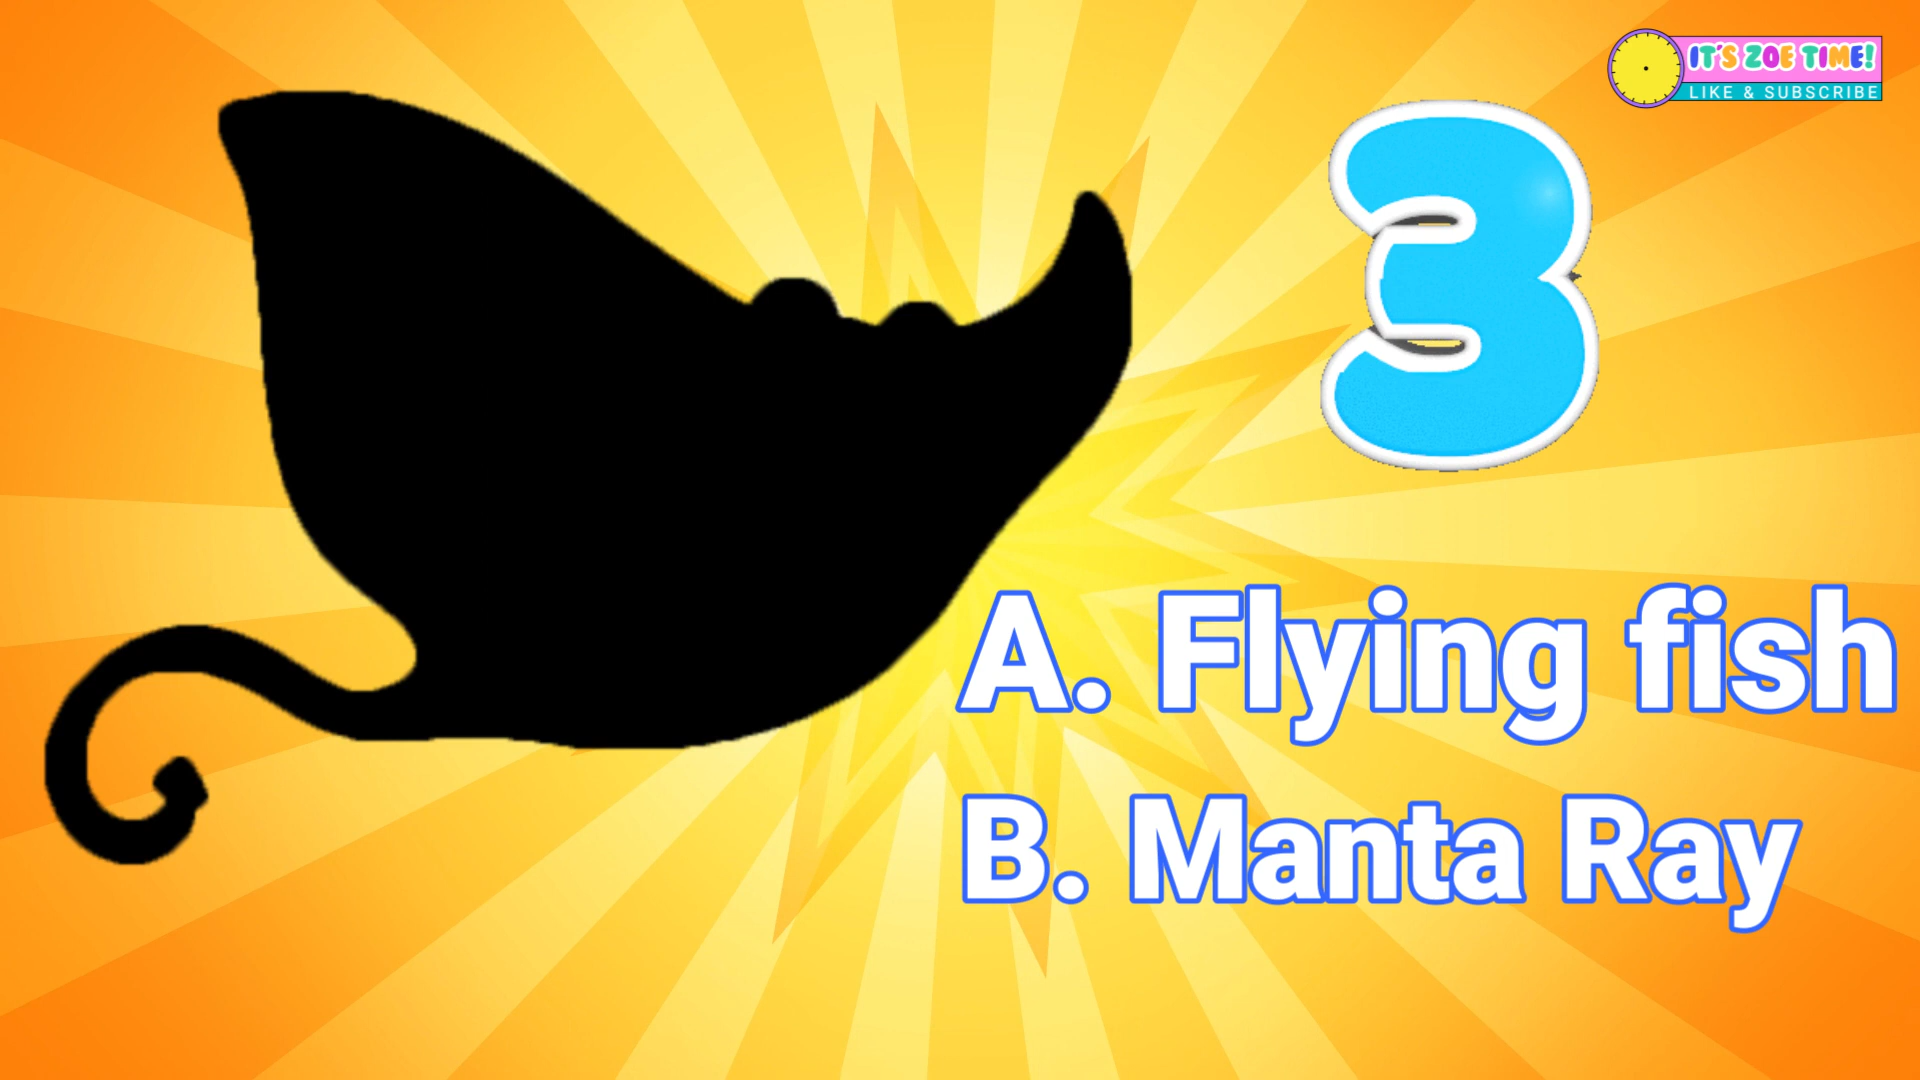 IT'S ZOE TIME!
LIKE & SUBSCRIBE
3
A. Flying fish
B. Manta Ray